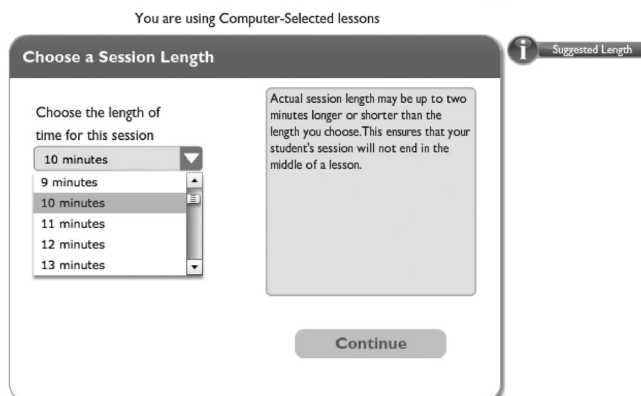 You are using Computer-Selected lessons
Choose a Session Length
i Suggested Length
Choose the length of
time for this session
10 minutes
9 minutes
10 minutes
11 minutes
12 minutes
13 minutes
Actual session length may be up to two
minutes longer or shorter than the
length you choose.This ensures that your
student's session will not end in the
middle of a lesson.
Continue